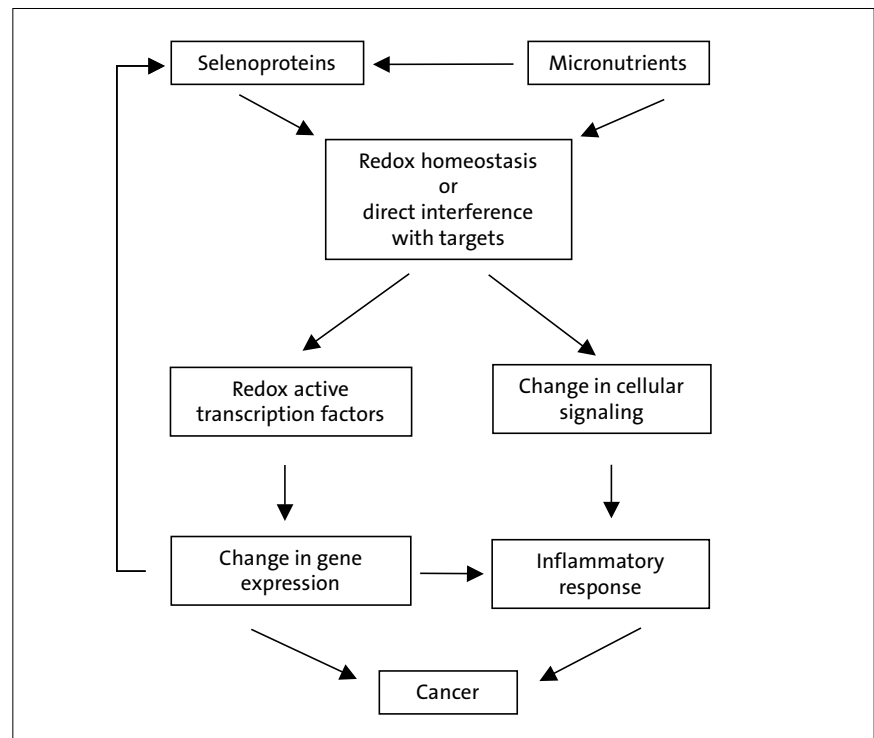 Selenoproteins
Micronutrients
Redox homeostasis
or
direct interference
with targets
Redox active
transcription factors
Change in cellular
signaling
Change in gene
expression
Inflammatory
response
Cancer